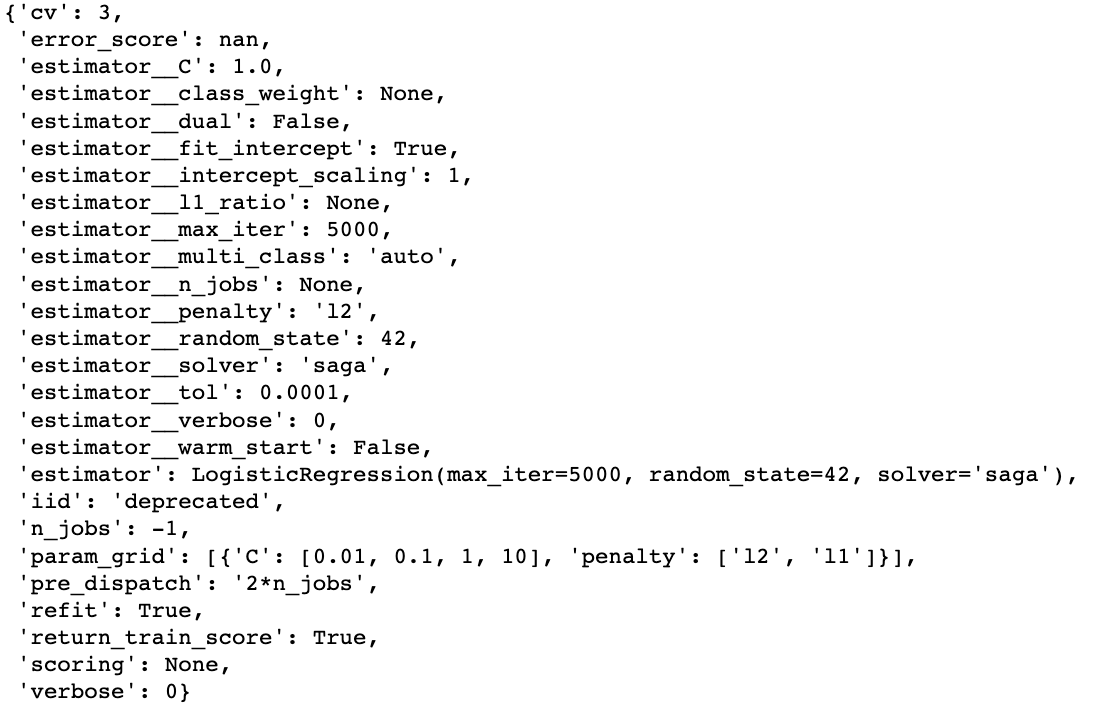 {'cv': 3,
'error_score': nan,
'estimator__C': 1.0,
'estimator__class_weight': None,
'estimator__dual': False,
'estimator__fit_intercept': True,
'estimator__intercept_scaling': 1,
'estimator__l1_ratio': None,
'estimator__max_iter': 5000,
'estimator__multi_class': 'auto',
'estimator__n_jobs': None,
'estimator__penalty': 'l2',
'estimator__random_state': 42,
'estimator__solver': 'saga',
'estimator__tol': 0.0001,
'estimator__verbose': 0,
'estimator__warm_start': False,
'estimator': LogisticRegression(max_iter=5000, random_state=42, solver='saga'),
'iid': 'deprecated',
'n_jobs': -1,
'param_grid': [{'C': [0.01, 0.1, 1, 10], 'penalty': ['l2', 'l1']}],
'pre_dispatch': '2*n_jobs',
'refit': True,
'return_train_score': True,
'scoring': None,
'verbose': 0}